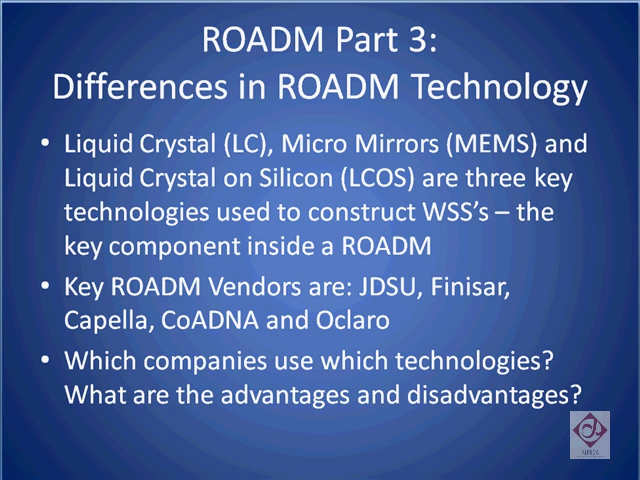 ROADM Part 3:
Differences in ROADM Technology
• Liquid Crystal (LC), Micro Mirrors (MEMS) and
Liquid Crystal on Silicon (LCOS) are three key
technologies used to construct WSS's – the
key component inside a ROADM
• Key ROADM Vendors are: JDSU, Finisar,
Capella, CoADNA and Oclaro
• Which companies use which technologies?
What are the advantages and disadvantages?